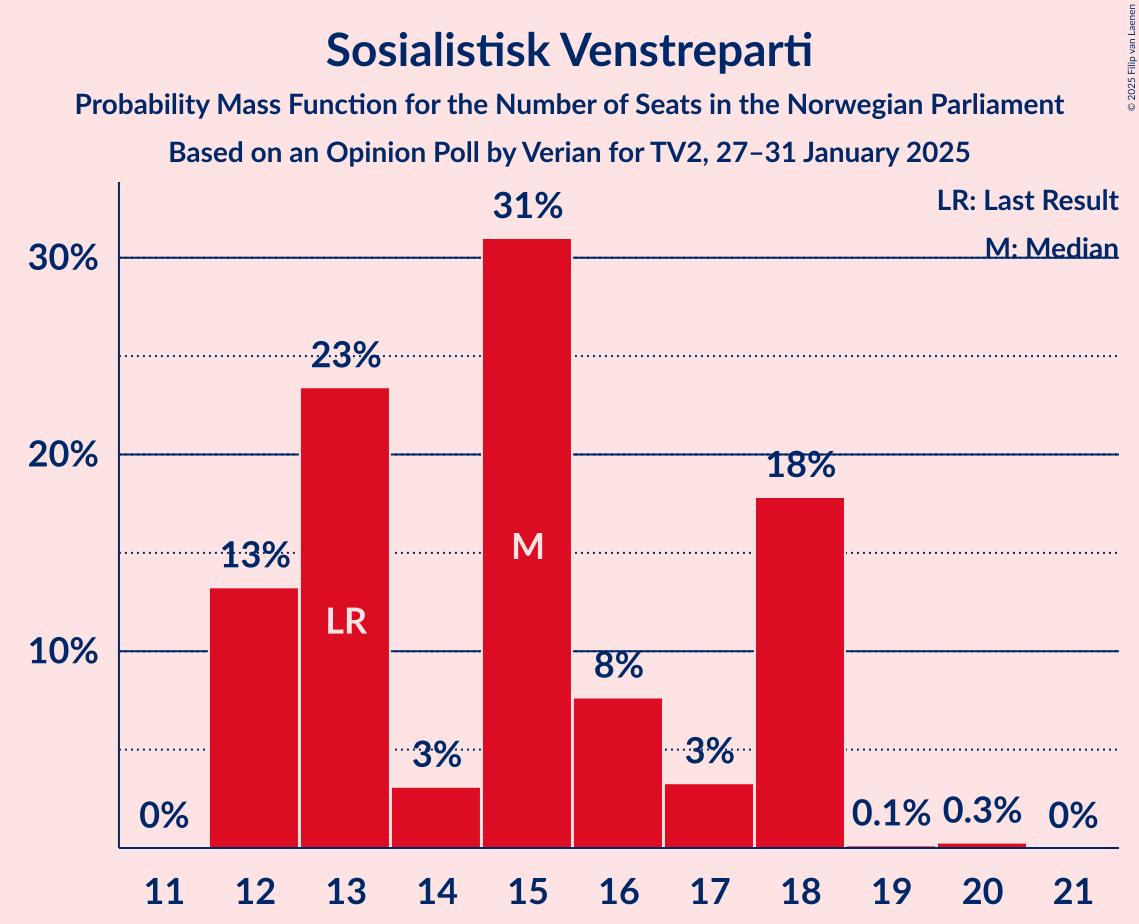 Sosialistisk Venstreparti
Probability Mass Function for the Number of Seats in the Norwegian Parliament
Based on an Opinion Poll by Verian for TV2, 27–31 January 2025
© 2025 Filip van Laenen
LR: Last Result
M: Median
30%
20%
10%
0%
13%
23%
3%
31%
8%
3%
18%
0.1%
0.3%
0%
LR
M
11 12 13 14 15 16 17 18 19 20 21